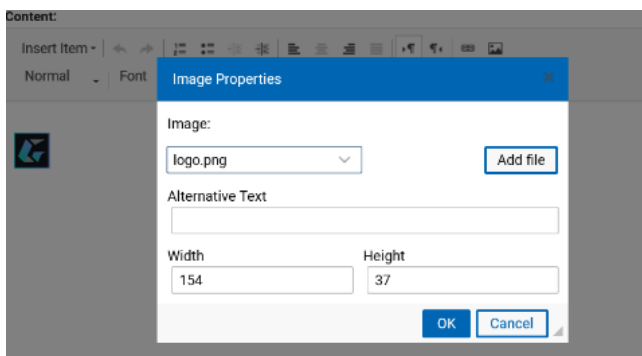 Content:
Insert Item
Normal Font
Image Properties
Image:
logo.png Add file
Alternative Text
Width Height
154 37
OK Cancel